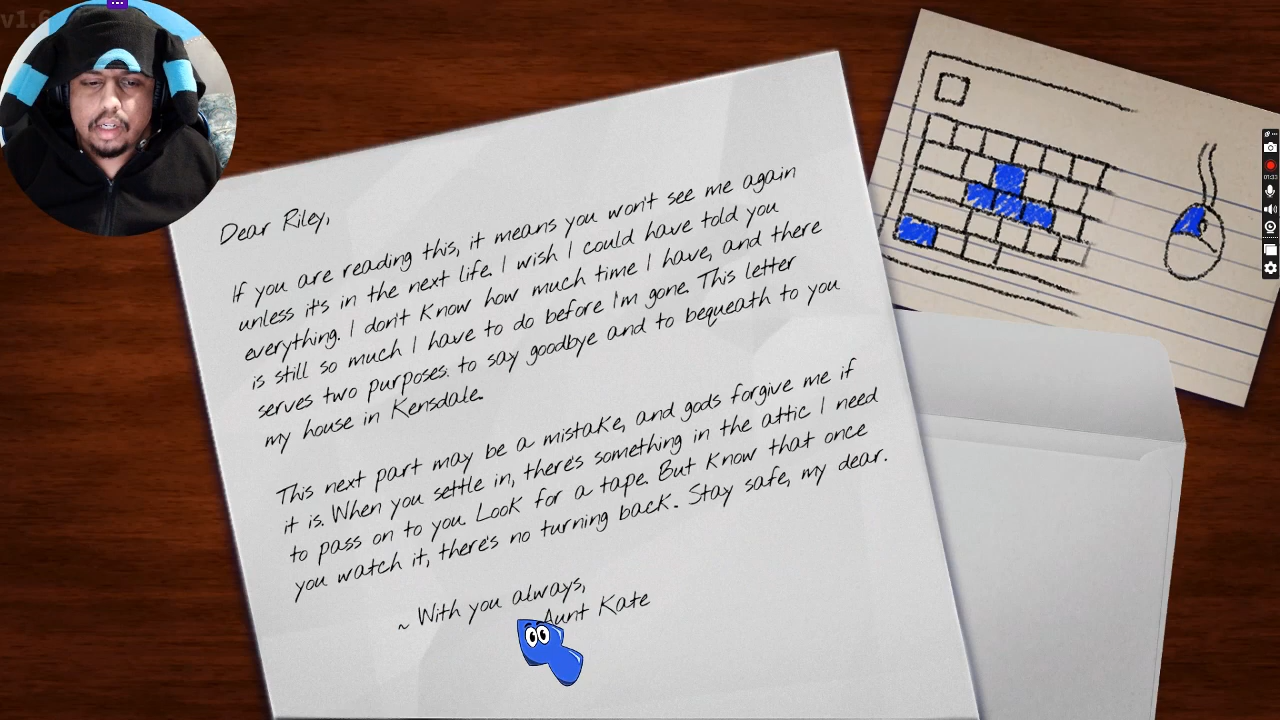 v1.6
Dear Riley,
If you are reading this, it means you won't see me again
unless it's in the next life. I wish I could have told you
everything. I don't know how much time I have, and there
is still so much I have to do before I'm gone. This letter
serves two purposes: to say goodbye and to bequeath to you
my house in Kensdale.
This next part may be a mistake, and gods forgive me if
it is. When you settle in, there's something in the attic I need
to pass on to you. Look for a tape. But know that once
you watch it, there's no turning back. Stay safe, my dear.
~ With you always,
Aunt Kate